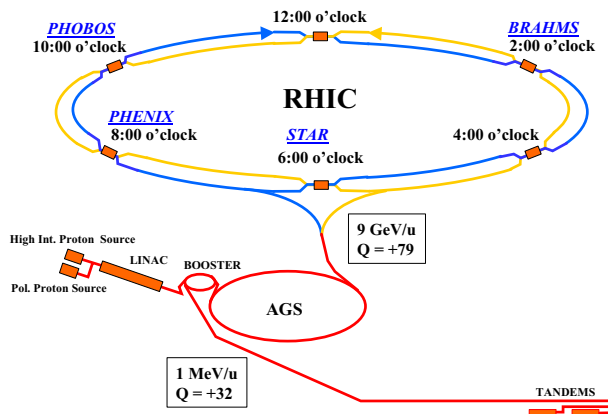 12:00 o'clock
PHOBOS
10:00 o'clock
BRAHMS
2:00 o'clock
RHIC
PHENIX
8:00 o'clock
STAR
6:00 o'clock
4:00 o'clock
9 GeV/u
Q = +79
High Int. Proton Source
LINAC
BOOSTER
Pol. Proton Source
AGS
1 MeV/u
Q = +32
TANDEMS